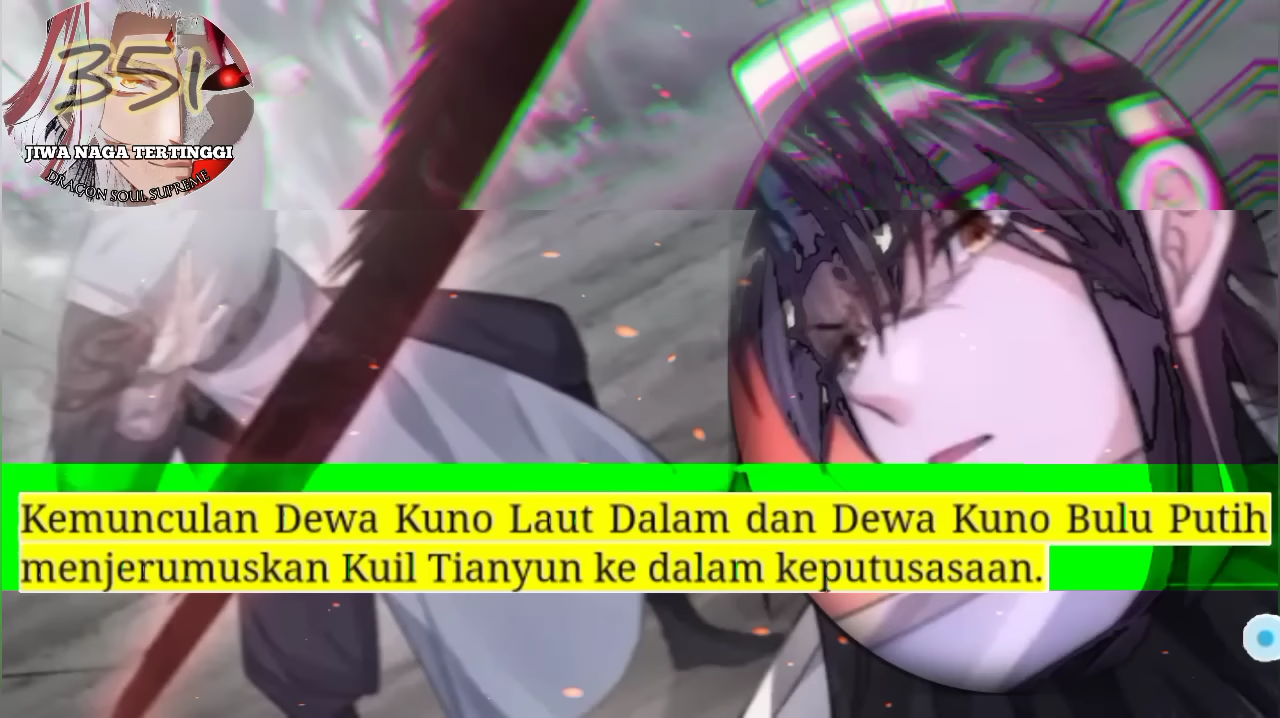 351
JIWA NAGA TERTINGGI
DRAGON SOUL SUPREME
Kemunculan Dewa Kuno Laut Dalam dan Dewa Kuno Bulu Putih
menjerumuskan Kuil Tianyun ke dalam keputusasaan.